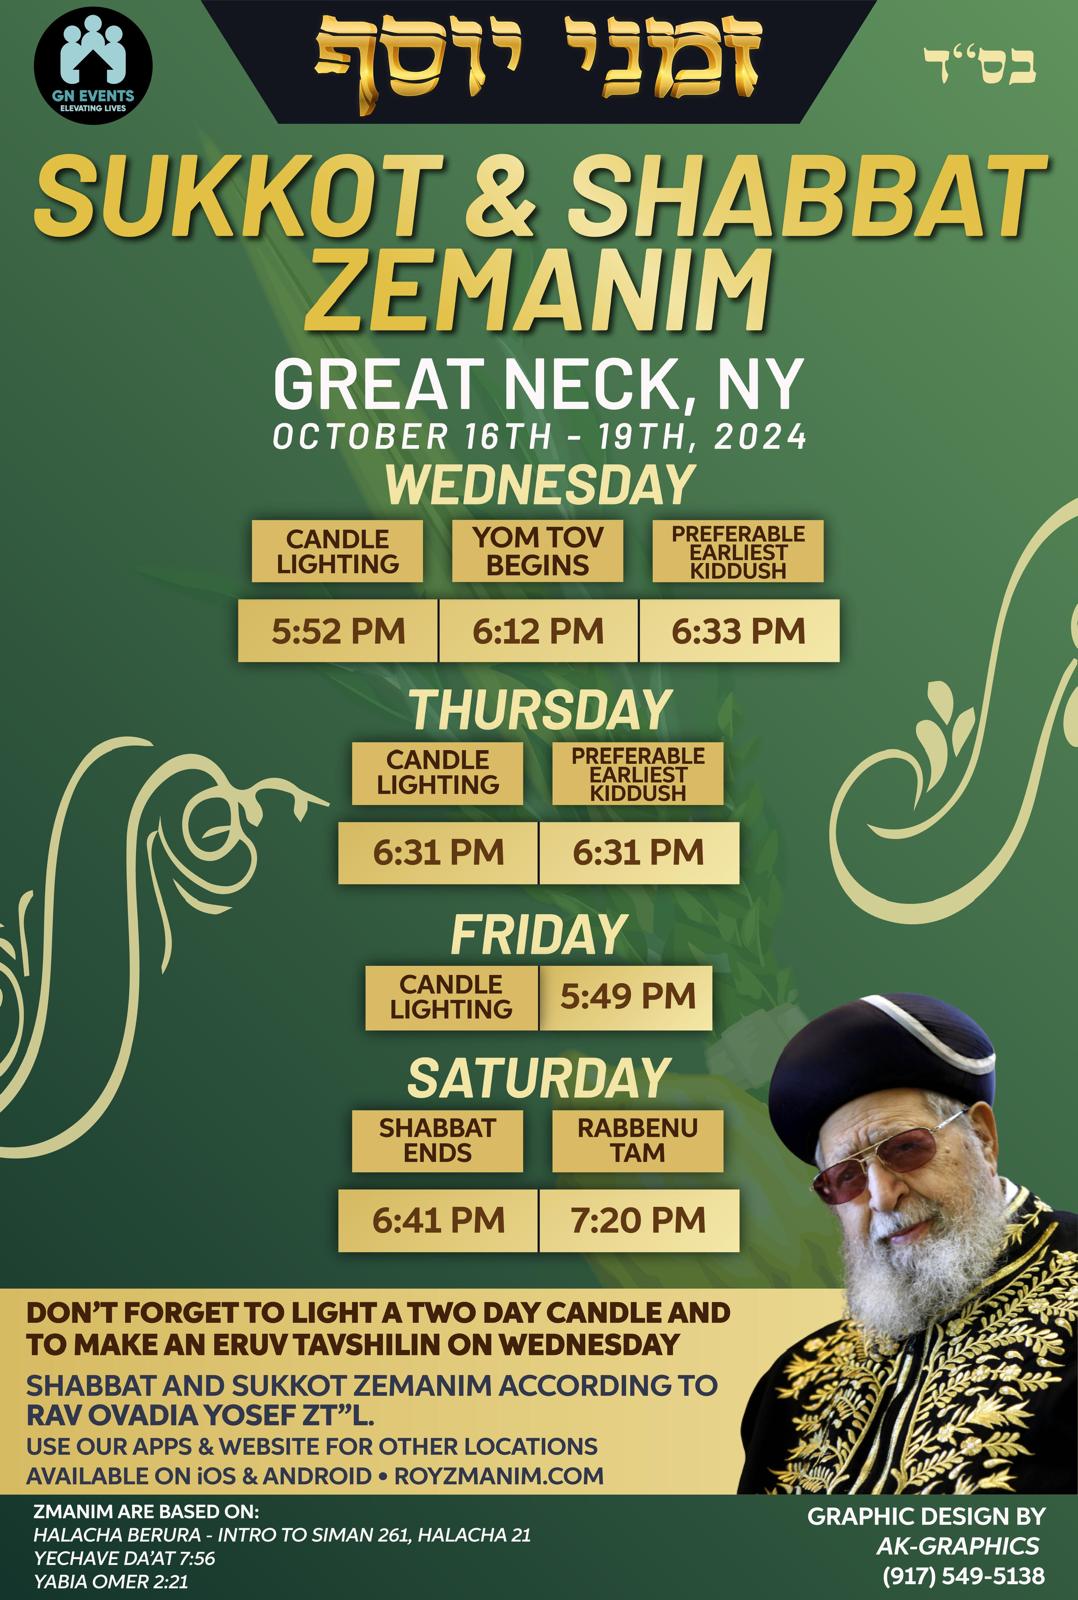 GN EVENTS
ELEVATING LIVES
זמני יוסף
בס“ד
SUKKOT & SHABBAT
ZEMANIM
GREAT NECK, NY
OCTOBER 16TH - 19TH, 2024
WEDNESDAY
CANDLE
LIGHTING
YOM TOV
BEGINS
PREFERABLE
EARLIEST
KIDDUSH
5:52 PM
6:12 PM
6:33 PM
THURSDAY
CANDLE
LIGHTING
PREFERABLE
EARLIEST
KIDDUSH
6:31 PM
6:31 PM
FRIDAY
CANDLE
LIGHTING
5:49 PM
SATURDAY
SHABBAT
ENDS
RABBENU
TAM
6:41 PM
7:20 PM
DON’T FORGET TO LIGHT A TWO DAY CANDLE AND
TO MAKE AN ERUV TAVSHILIN ON WEDNESDAY
SHABBAT AND SUKKOT ZEMANIM ACCORDING TO
RAV OVADIA YOSEF ZT”L.
USE OUR APPS & WEBSITE FOR OTHER LOCATIONS
AVAILABLE ON iOS & ANDROID • ROYZMANIM.COM
ZMANIM ARE BASED ON:
HALACHA BERURA - INTRO TO SIMAN 261, HALACHA 21
YECHAVE DA’AT 7:56
YABIA OMER 2:21
GRAPHIC DESIGN BY
AK-GRAPHICS
(917) 549-5138